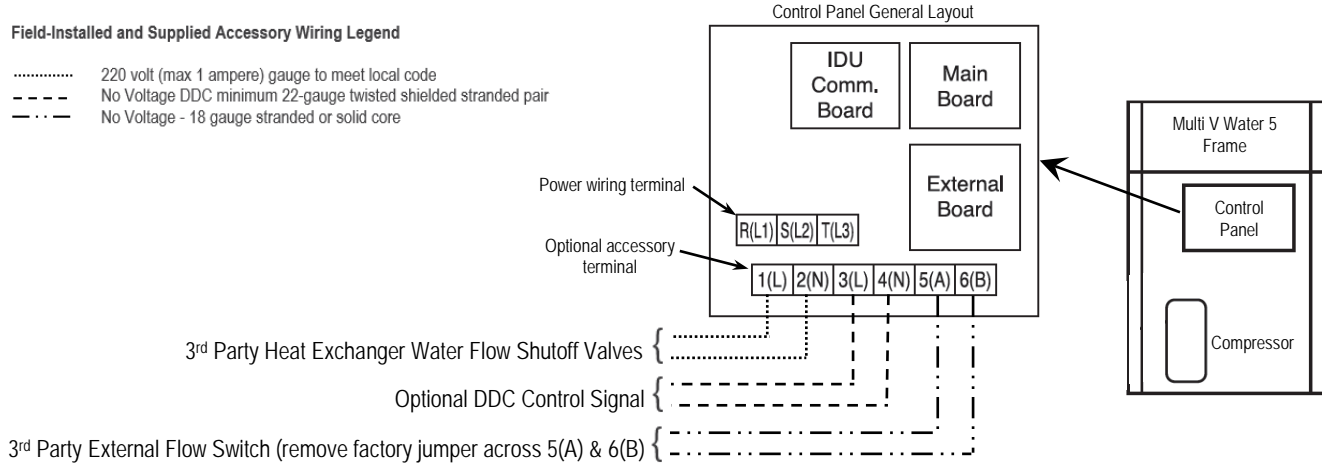 Control Panel General Layout
Field-Installed and Supplied Accessory Wiring Legend
220 volt (max 1 ampere) gauge to meet local code
No Voltage DDC minimum 22-gauge twisted shielded stranded pair
No Voltage - 18 gauge stranded or solid core
IDU
Comm.
Board
Main
Board
External
Board
Multi V Water 5
Frame
Control
Panel
Compressor
Power wiring terminal
R(L1) S(L2) T(L3)
Optional accessory
terminal
1(L) 2(N) 3(L) 4(N) 5(A) 6(B)
3rd Party Heat Exchanger Water Flow Shutoff Valves {
Optional DDC Control Signal {
3rd Party External Flow Switch (remove factory jumper across 5(A) & 6(B) {